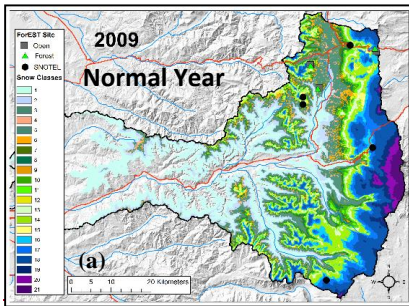 ForEST Site
Open
Forest
SNOTEL
Snow Classes
1
2
3
4
5
6
7
8
9
10
11
12
13
14
15
16
17
18
19
20
21
2009
Normal Year
(a)
0 5 10 20 Kilometers